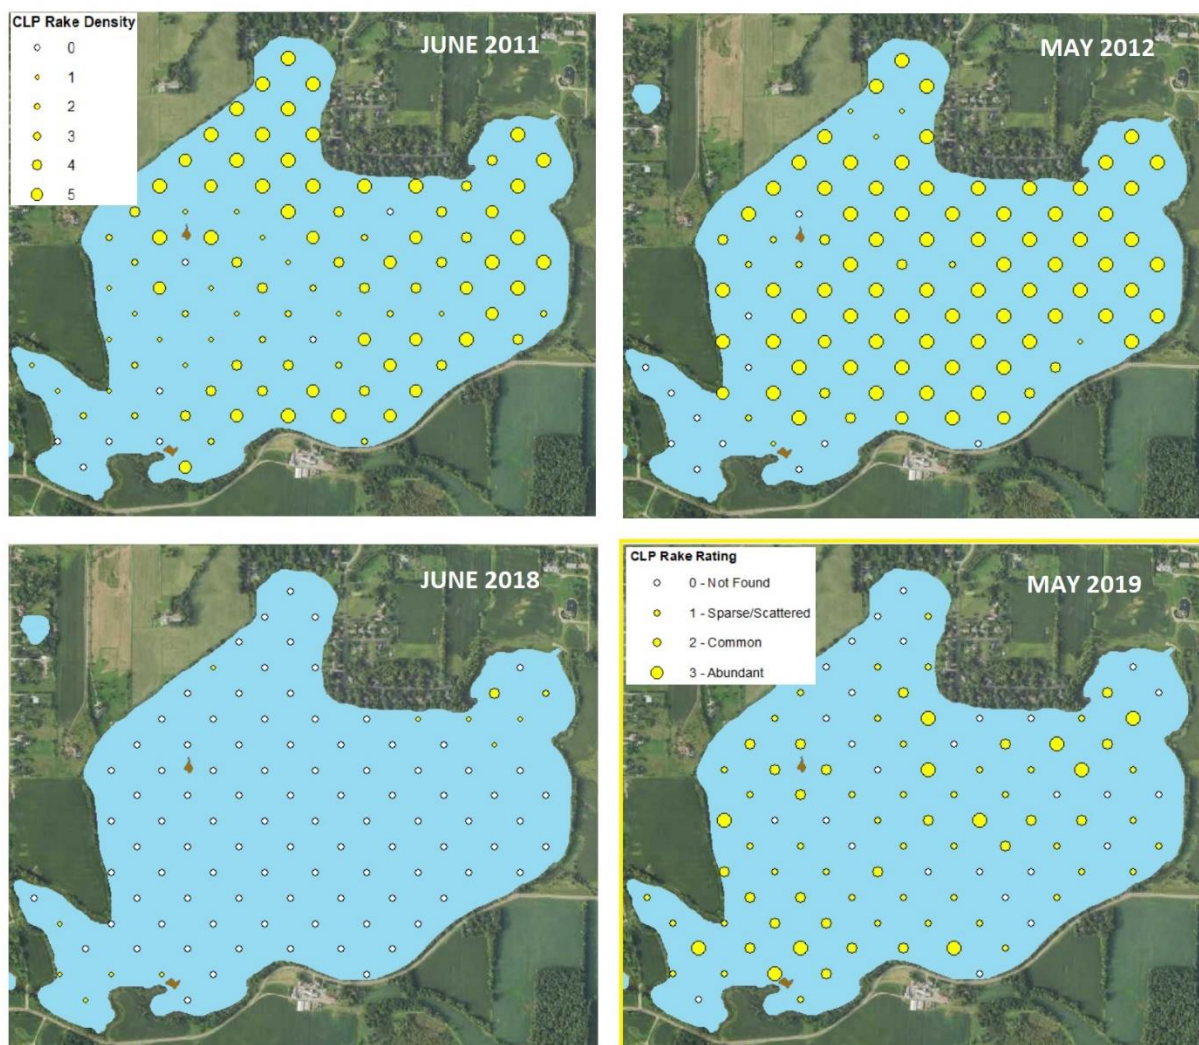 CLP Rake Density
0
1
2
3
4
5
JUNE 2011
MAY 2012
JUNE 2018
CLP Rake Rating
0 - Not Found
1 - Sparse/Scattered
2 - Common
3 - Abundant
MAY 2019